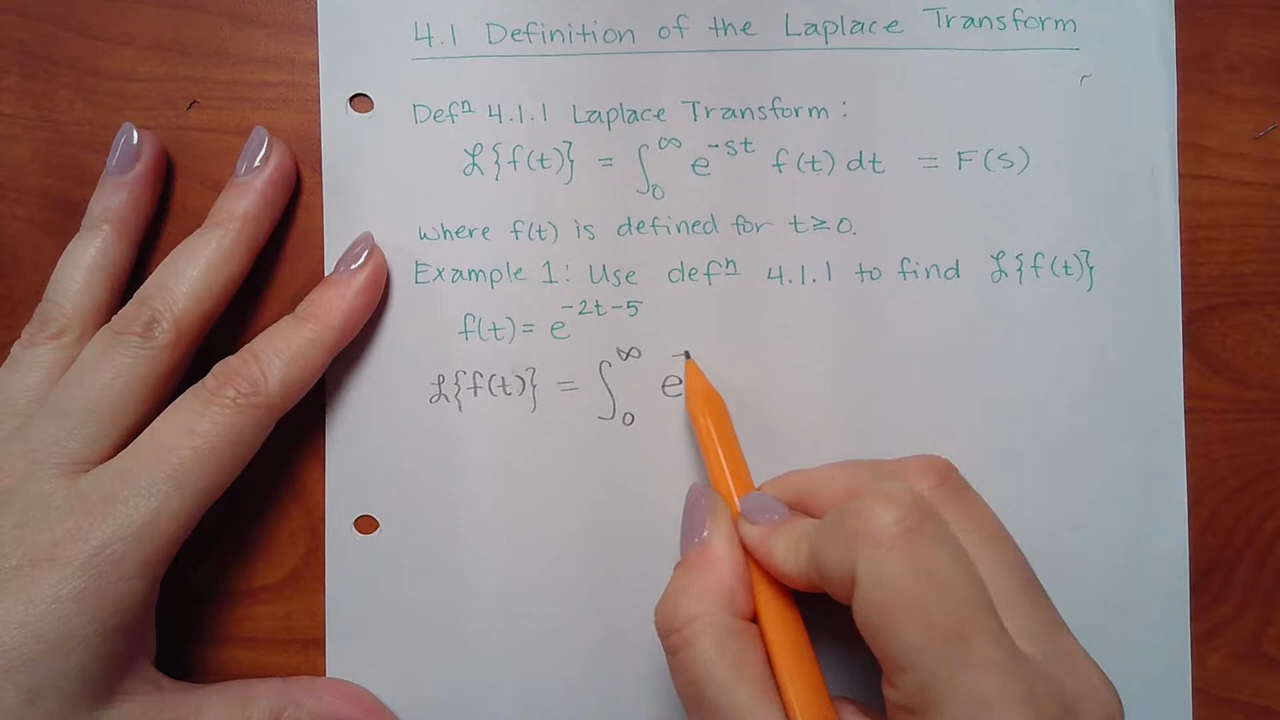 4.1 Definition of the Laplace Transform
Defⁿ 4.1.1 Laplace Transform:
ℒ{f(t)} = ∫₀^∞ e^(-st) f(t) dt = F(s)
where f(t) is defined for t≥0.
Example 1: Use defⁿ 4.1.1 to find ℒ{f(t)}
f(t) = e^(-2t-5)
ℒ{f(t)} = ∫₀^∞ e^-